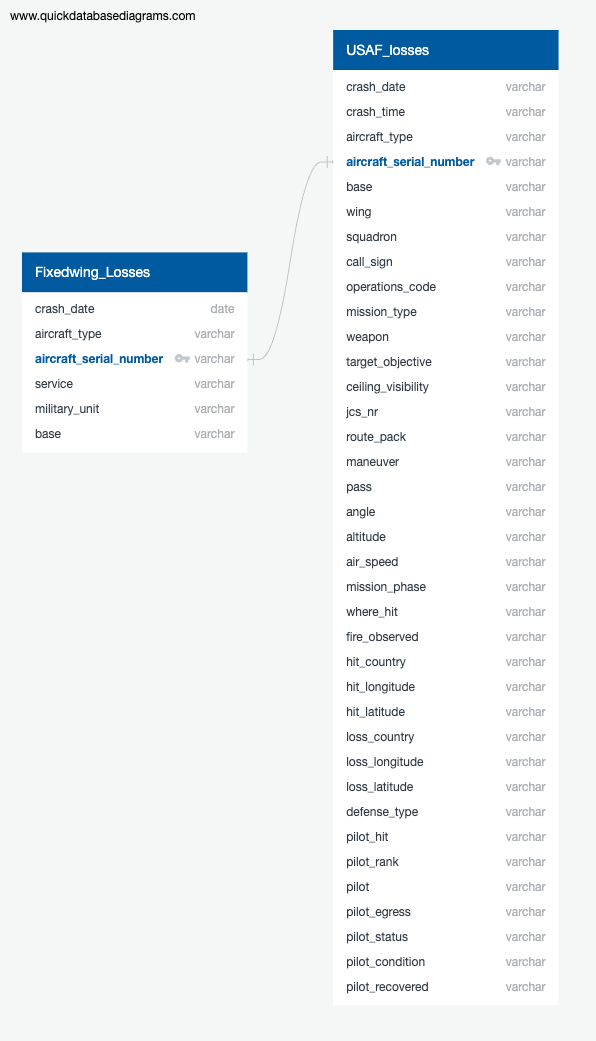 www.quickdatabasediagrams.com
USAF_losses
crash_date varchar
crash_time varchar
aircraft_type varchar
aircraft_serial_number varchar
base varchar
wing varchar
squadron varchar
call_sign varchar
operations_code varchar
mission_type varchar
weapon varchar
target_objective varchar
ceiling_visibility varchar
jcs_nr varchar
route_pack varchar
maneuver varchar
pass varchar
angle varchar
altitude varchar
air_speed varchar
mission_phase varchar
where_hit varchar
fire_observed varchar
hit_country varchar
hit_longitude varchar
hit_latitude varchar
loss_country varchar
loss_longitude varchar
loss_latitude varchar
defense_type varchar
pilot_hit varchar
pilot_rank varchar
pilot varchar
pilot_egress varchar
pilot_status varchar
pilot_condition varchar
pilot_recovered varchar
Fixedwing_Losses
crash_date date
aircraft_type varchar
aircraft_serial_number varchar
service varchar
military_unit varchar
base varchar